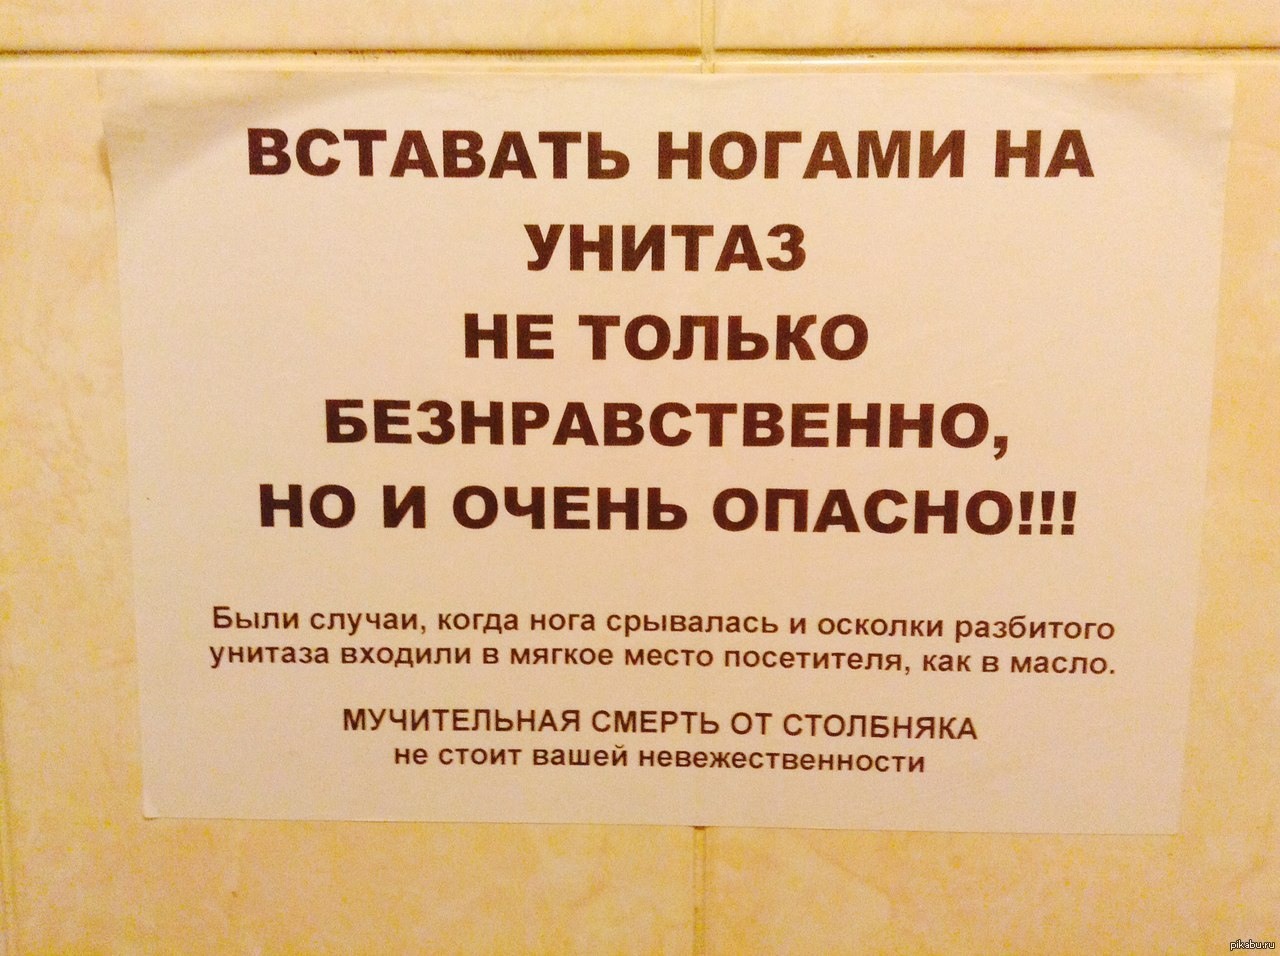 ВСТАВАТЬ НОГАМИ НА
УНИТАЗ
НЕ ТОЛЬКО
БЕЗНРАВСТВЕННО,
НО И ОЧЕНЬ ОПАСНО!!!
Были случаи, когда нога срывалась и осколки разбитого
унитаза входили в мягкое место посетителя, как в масло.
МУЧИТЕЛЬНАЯ СМЕРТЬ ОТ СТОЛБНЯКА
не стоит вашей невежественности
pikabu.ru